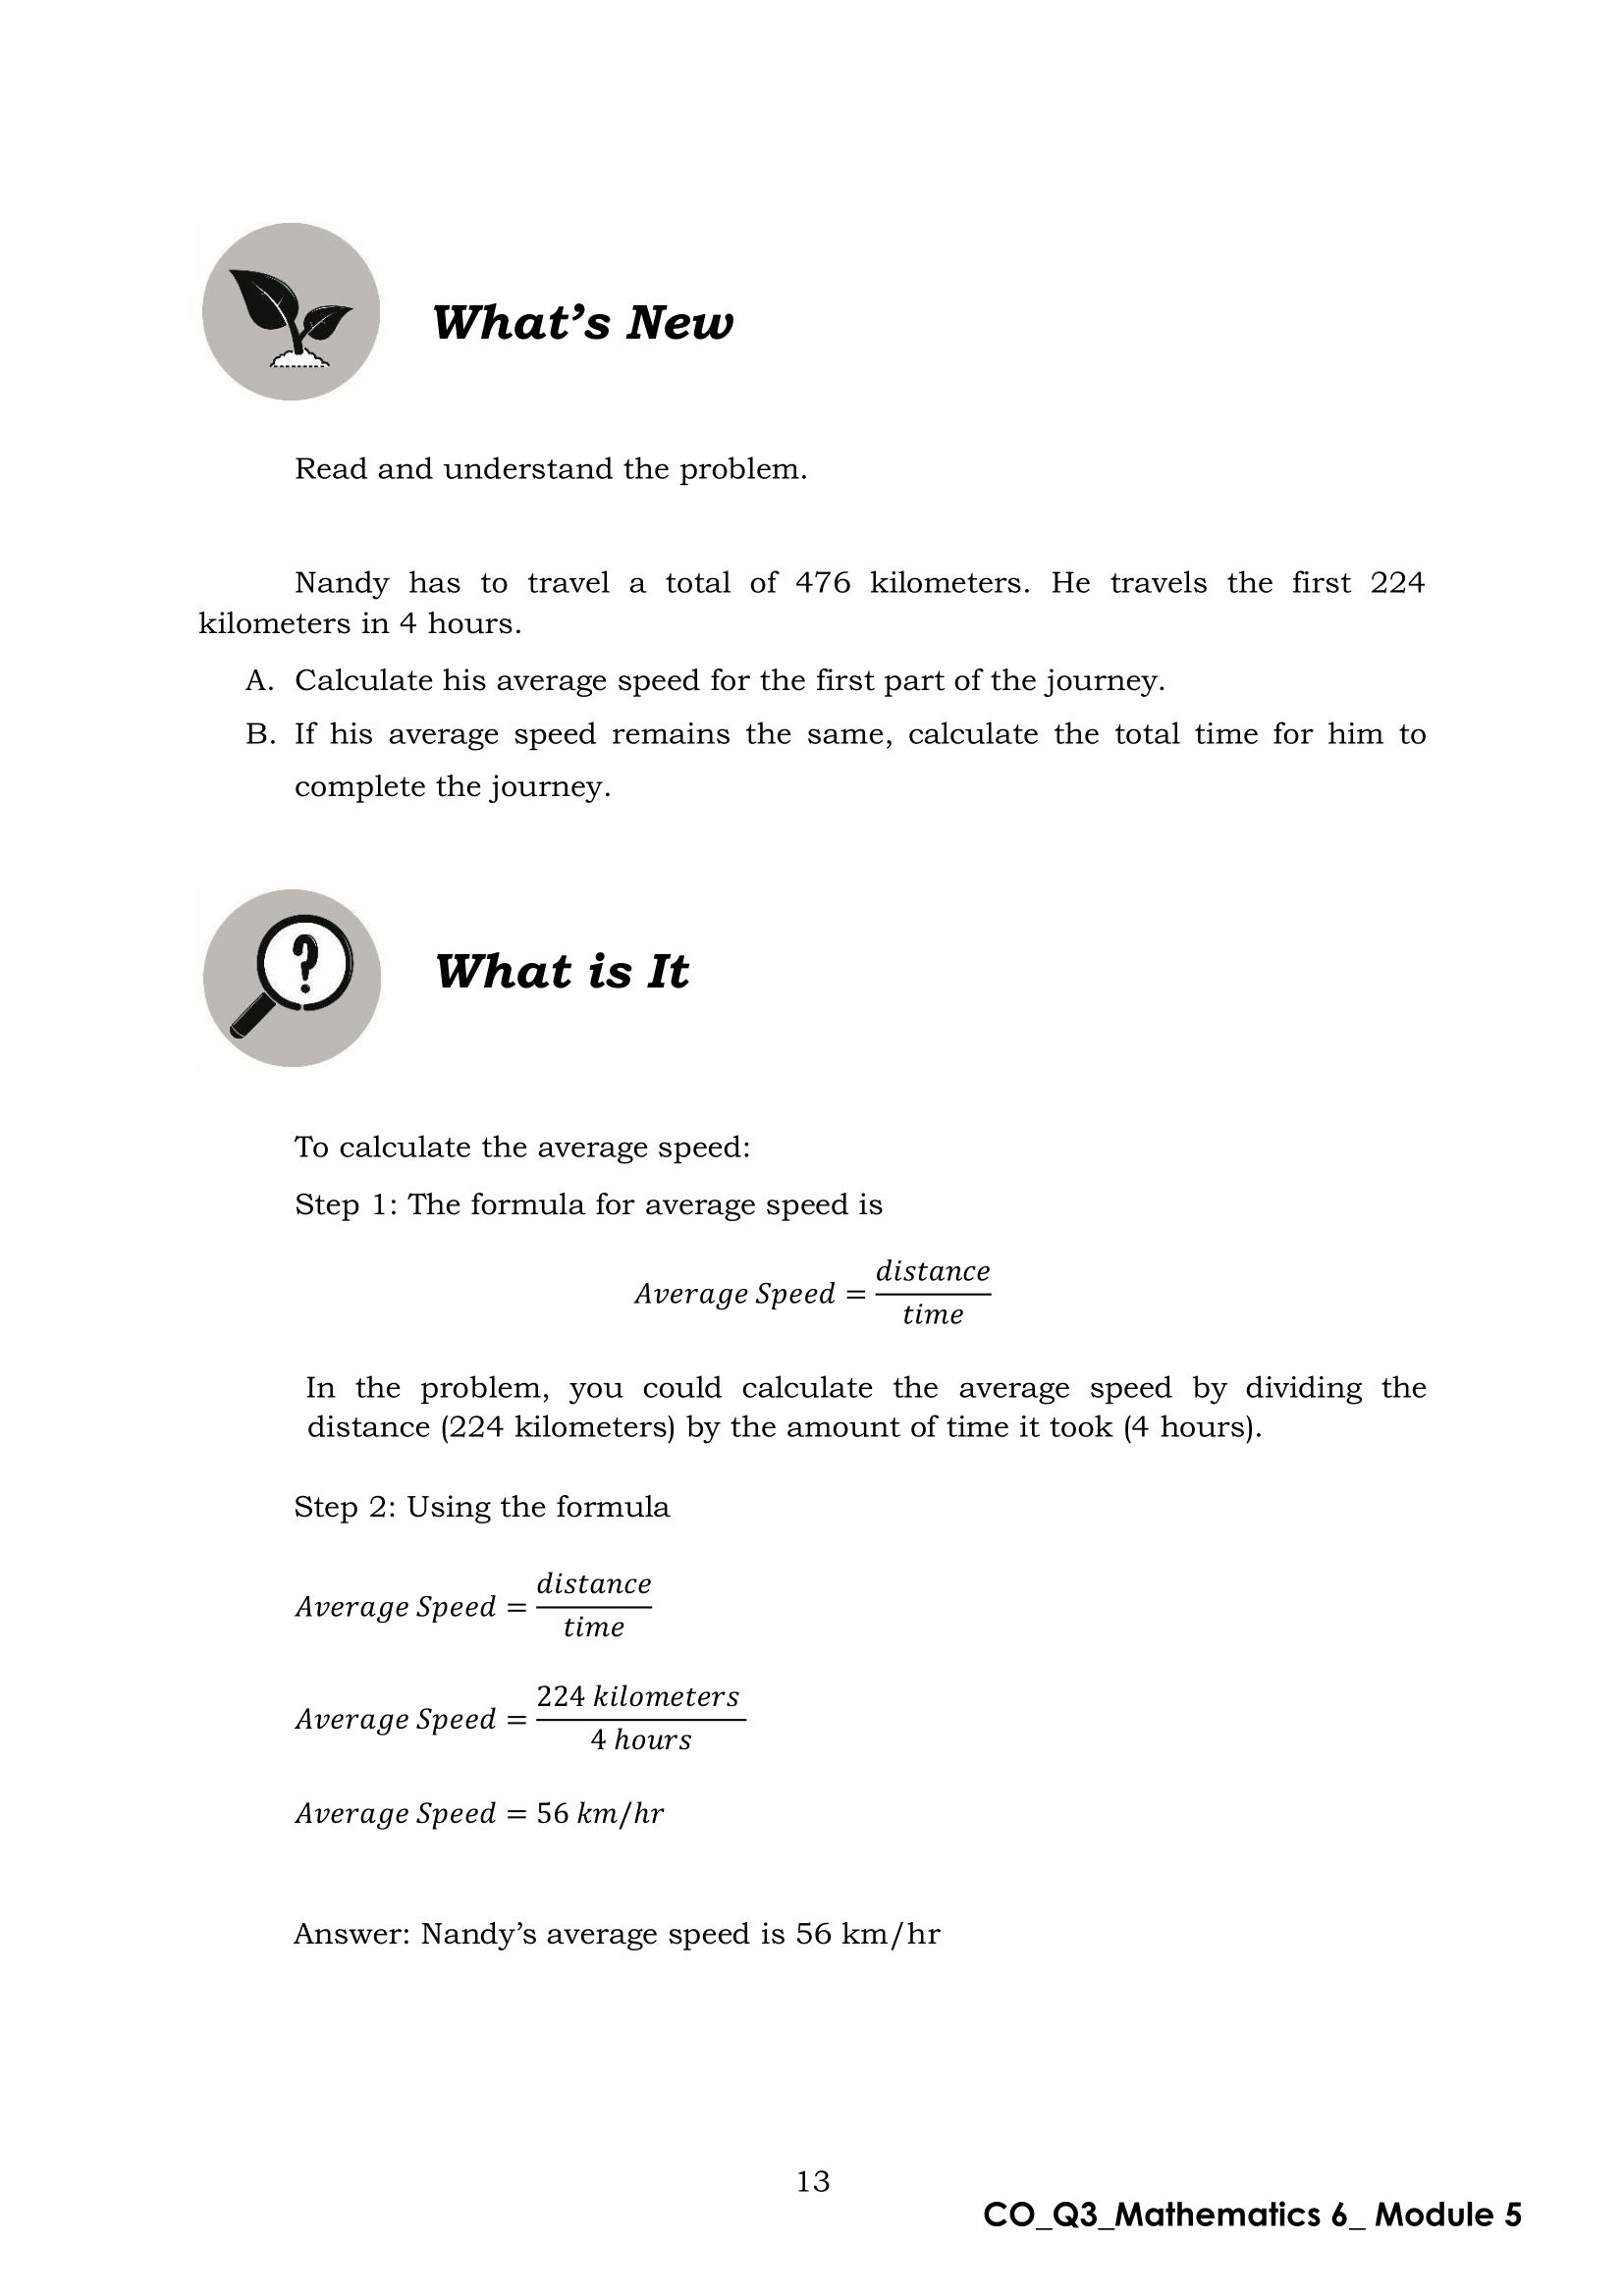 What’s New
Read and understand the problem.
Nandy has to travel a total of 476 kilometers. He travels the first 224
kilometers in 4 hours.
A. Calculate his average speed for the first part of the journey.
B. If his average speed remains the same, calculate the total time for him to
complete the journey.
?
What is It
To calculate the average speed:
Step 1: The formula for average speed is
Average Speed = distance / time
In the problem, you could calculate the average speed by dividing the
distance (224 kilometers) by the amount of time it took (4 hours).
Step 2: Using the formula
Average Speed = distance / time
Average Speed = 224 kilometers / 4 hours
Average Speed = 56 km/hr
Answer: Nandy’s average speed is 56 km/hr
13
CO_Q3_Mathematics 6_ Module 5